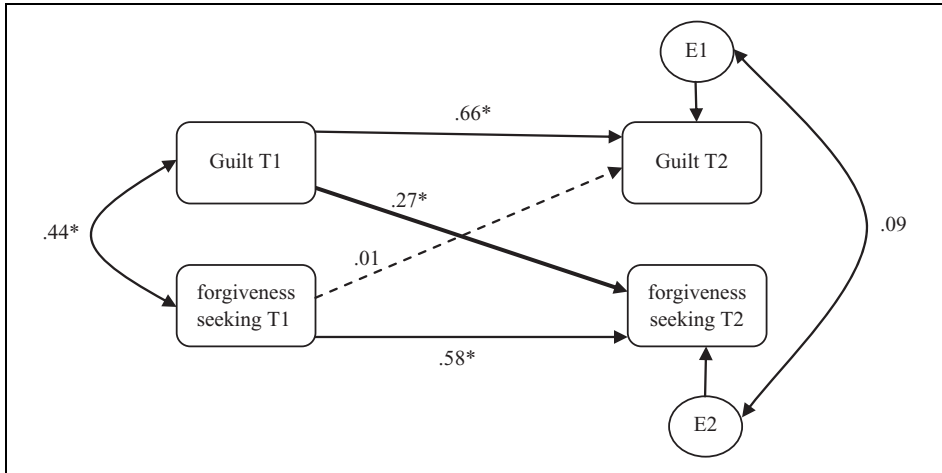 E1
.66*
Guilt T1
Guilt T2
.27*
.44*
.09
.01
forgiveness
seeking T1
forgiveness
seeking T2
.58*
E2